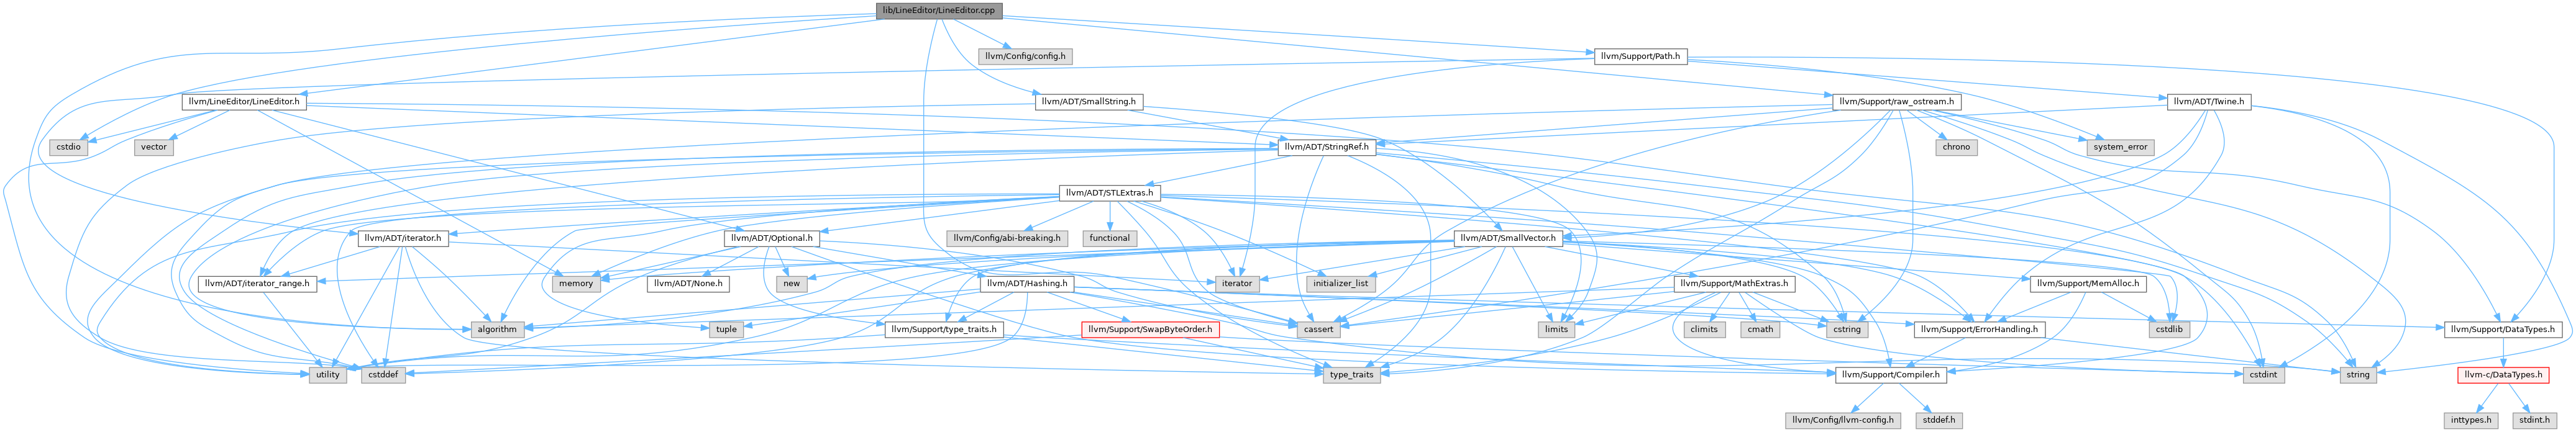 lib/LineEditor/LineEditor.cpp
llvm/Config/config.h
llvm/Support/Path.h
llvm/LineEditor/LineEditor.h
llvm/ADT/SmallString.h
llvm/Support/raw_ostream.h
llvm/ADT/Twine.h
cstdio
vector
llvm/ADT/StringRef.h
chrono
system_error
llvm/ADT/STLExtras.h
llvm/ADT/iterator.h
llvm/ADT/Optional.h
llvm/Config/abi-breaking.h
functional
llvm/ADT/SmallVector.h
llvm/ADT/iterator_range.h
memory
llvm/ADT/None.h
new
llvm/ADT/Hashing.h
iterator
initializer_list
llvm/Support/MathExtras.h
llvm/Support/MemAlloc.h
algorithm
tuple
llvm/Support/type_traits.h
llvm/Support/SwapByteOrder.h
cassert
limits
climits
cmath
cstring
llvm/Support/ErrorHandling.h
cstdlib
llvm/Support/DataTypes.h
utility
cstddef
type_traits
llvm/Support/Compiler.h
cstdint
string
llvm-c/DataTypes.h
llvm/Config/llvm-config.h
stddef.h
inttypes.h
stdint.h